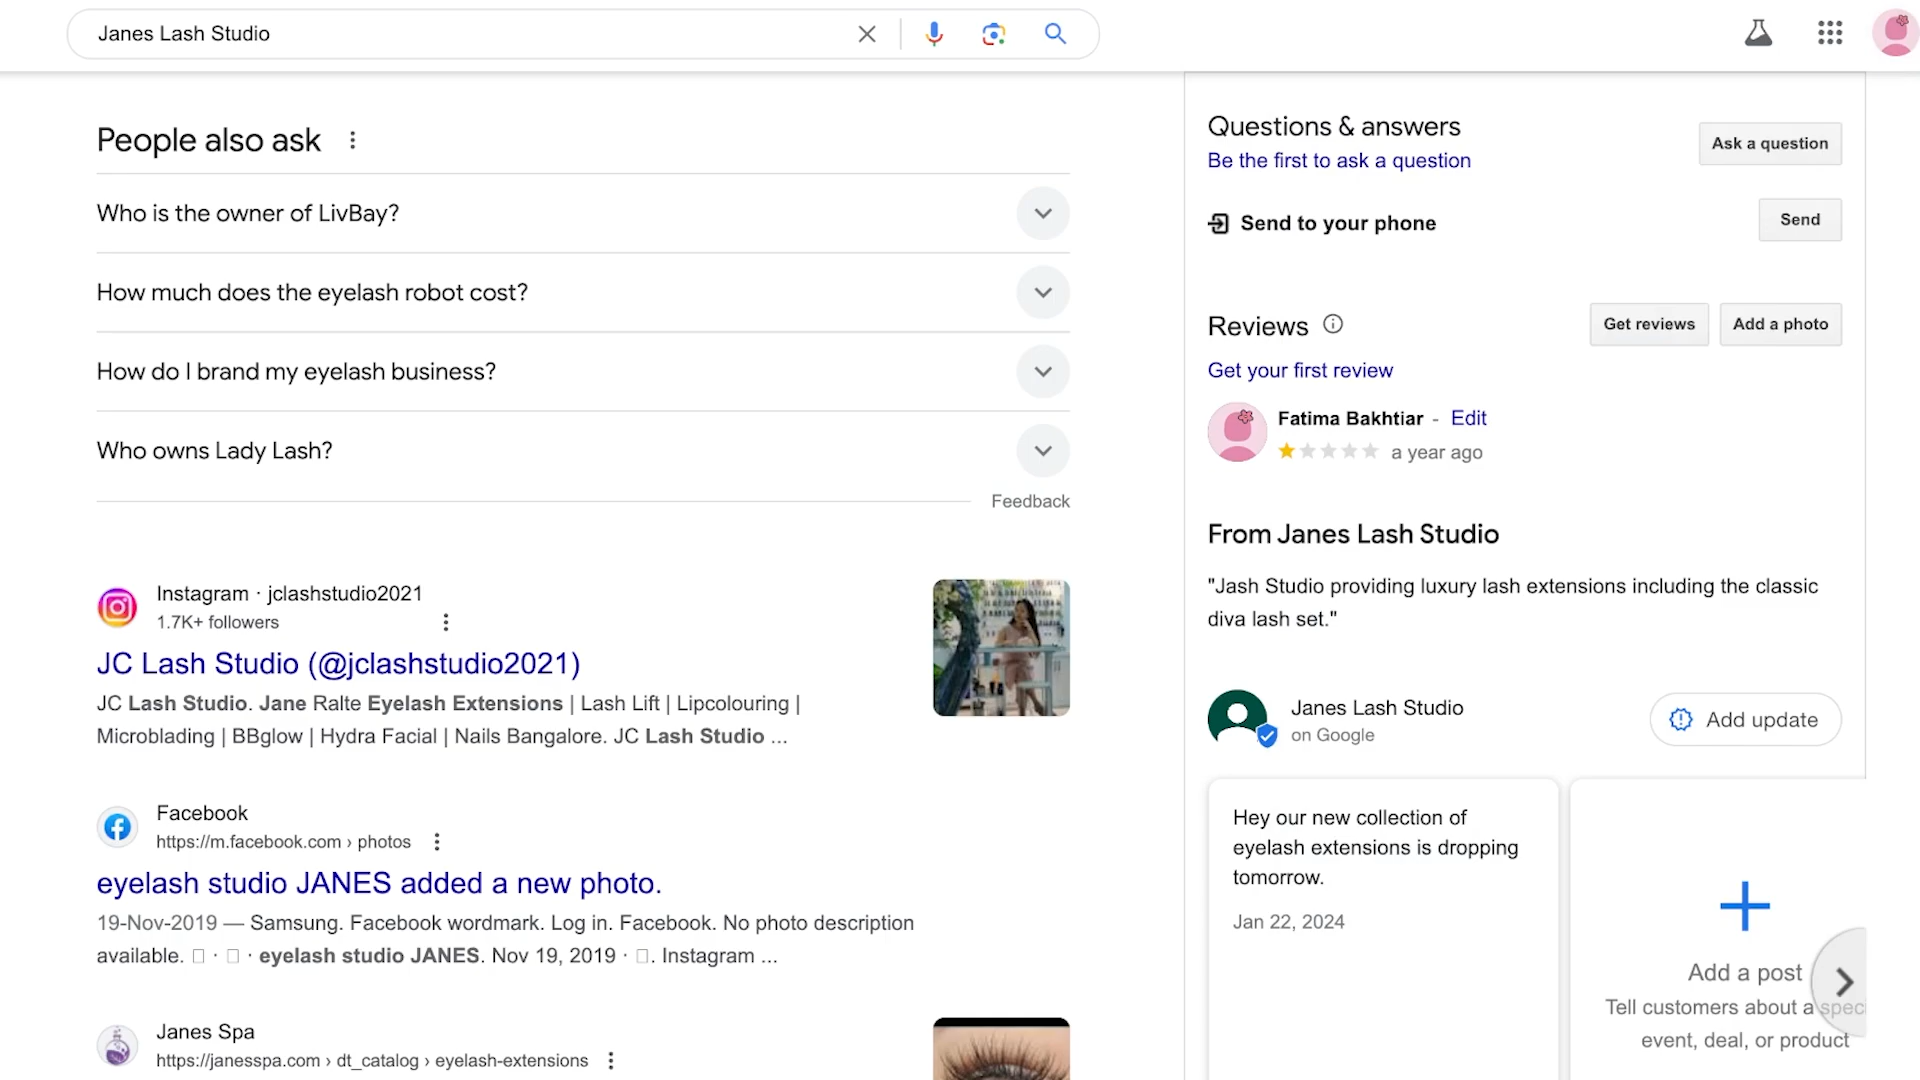 Janes Lash Studio
People also ask
Who is the owner of LivBay?
How much does the eyelash robot cost?
How do I brand my eyelash business?
Who owns Lady Lash?
Feedback
Instagram · jclashstudio2021
1.7K+ followers
JC Lash Studio (@jclashstudio2021)
JC Lash Studio. Jane Ralte Eyelash Extensions | Lash Lift | Lipcolouring |
Microblading | BBglow | Hydra Facial | Nails Bangalore. JC Lash Studio ...
Facebook
https://m.facebook.com › photos
eyelash studio JANES added a new photo.
19-Nov-2019 — Samsung. Facebook wordmark. Log in. Facebook. No photo description
available. □ · □ · eyelash studio JANES. Nov 19, 2019 · □. Instagram ...
Janes Spa
https://janesspa.com › dt_catalog › eyelash-extensions
Questions & answers
Be the first to ask a question
Ask a question
Send to your phone
Send
Reviews
Get reviews
Add a photo
Get your first review
Fatima Bakhtiar - Edit
a year ago
From Janes Lash Studio
"Jash Studio providing luxury lash extensions including the classic
diva lash set."
Janes Lash Studio
on Google
Add update
Hey our new collection of
eyelash extensions is dropping
tomorrow.
Jan 22, 2024
Add a post
Tell customers about a spec
event, deal, or product